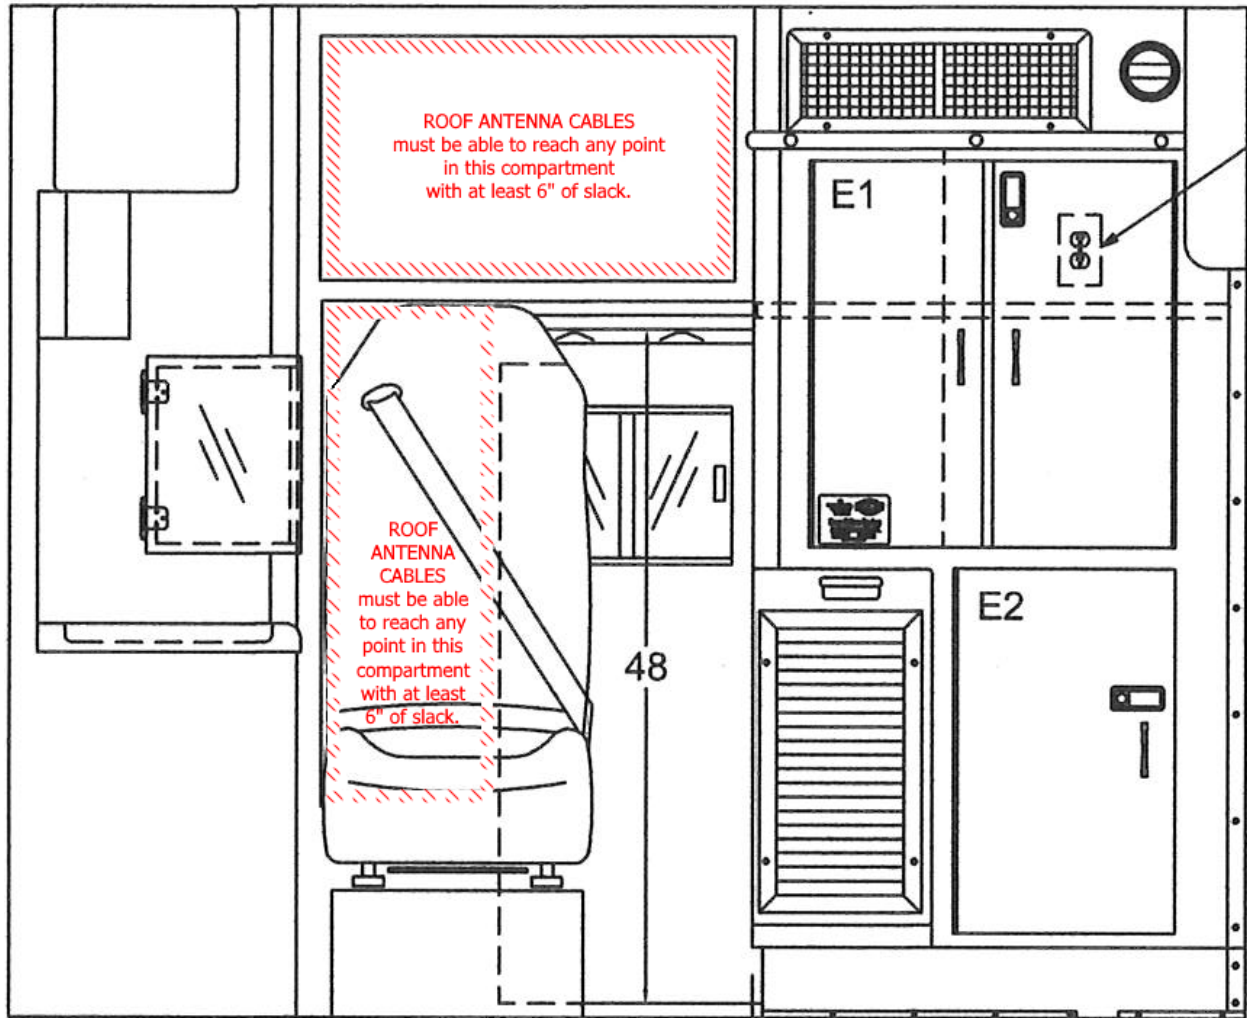 ROOF ANTENNA CABLES
must be able to reach any point
in this compartment
with at least 6" of slack.
E1
ROOF
ANTENNA
CABLES
must be able
to reach any
point in this
compartment
with at least
6" of slack.
48
E2